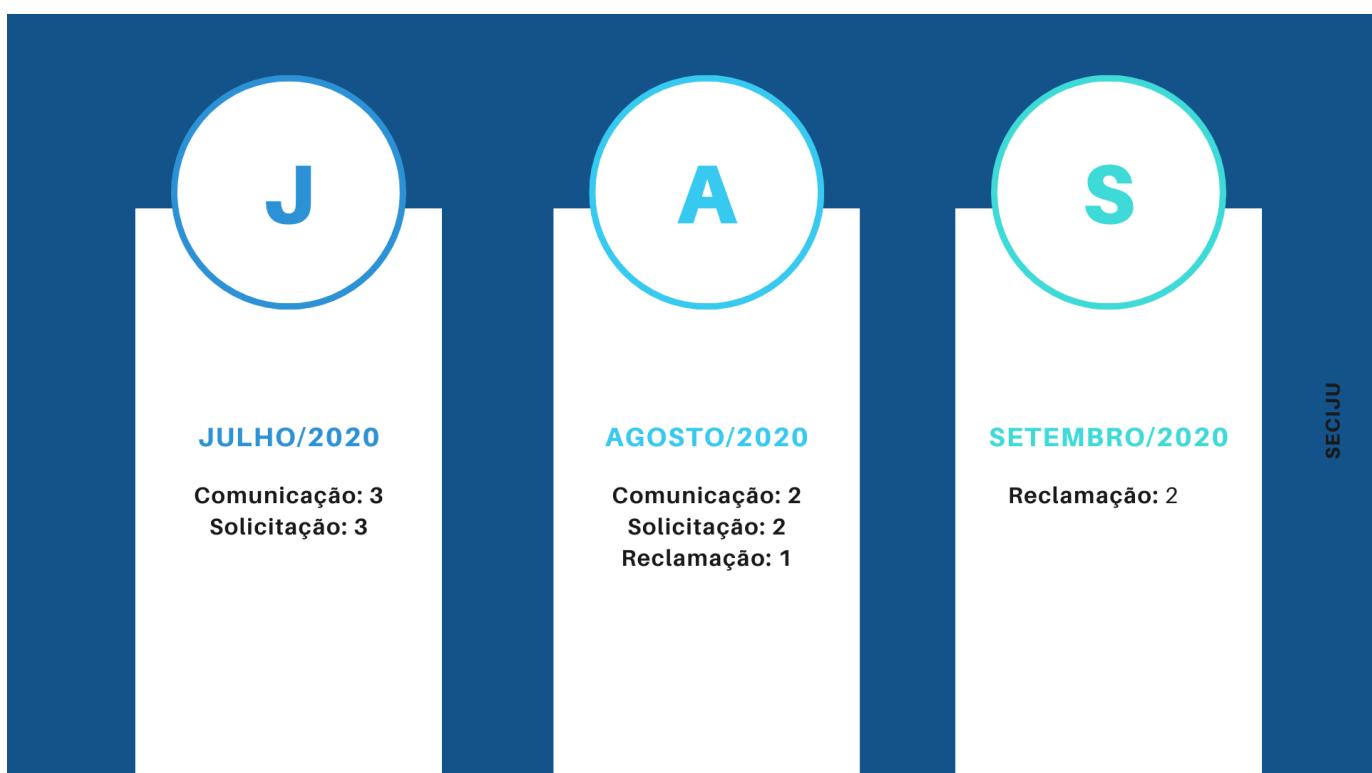 J
A
S
JULHO/2020
Comunicação: 3
Solicitação: 3
AGOSTO/2020
Comunicação: 2
Solicitação: 2
Reclamação: 1
SETEMBRO/2020
Reclamação: 2
SECIJU